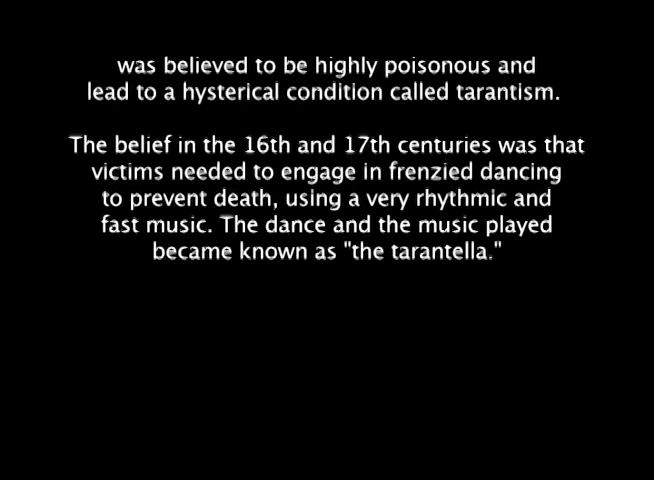 was believed to be highly poisonous and
lead to a hysterical condition called tarantism.
The belief in the 16th and 17th centuries was that
victims needed to engage in frenzied dancing
to prevent death, using a very rhythmic and
fast music. The dance and the music played
became known as "the tarantella."